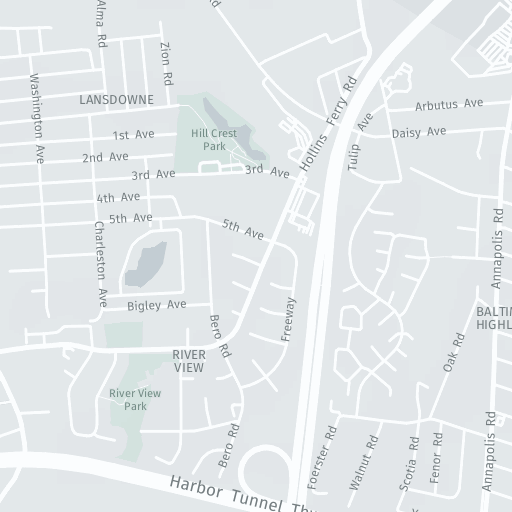 Rd
Alma Rd
Zion Rd
Washington Ave
LANSDOWNE
Hollins Ferry Rd
Arbutus Ave
Tulip Ave
Daisy Ave
1st Ave
Hill Crest
Park
2nd Ave
3rd Ave
3rd Ave
4th Ave
5th Ave
5th Ave
Charleston Ave
Annapolis Rd
Bigley Ave
Freeway
Bero Rd
BALTIM
HIGHL
Oak Rd
RIVER
VIEW
River View
Park
Bero Rd
Foerster Rd
Walnut Rd
Scotia Rd
Fenor Rd
Annapolis Rd
Harbor Tunnel Thr